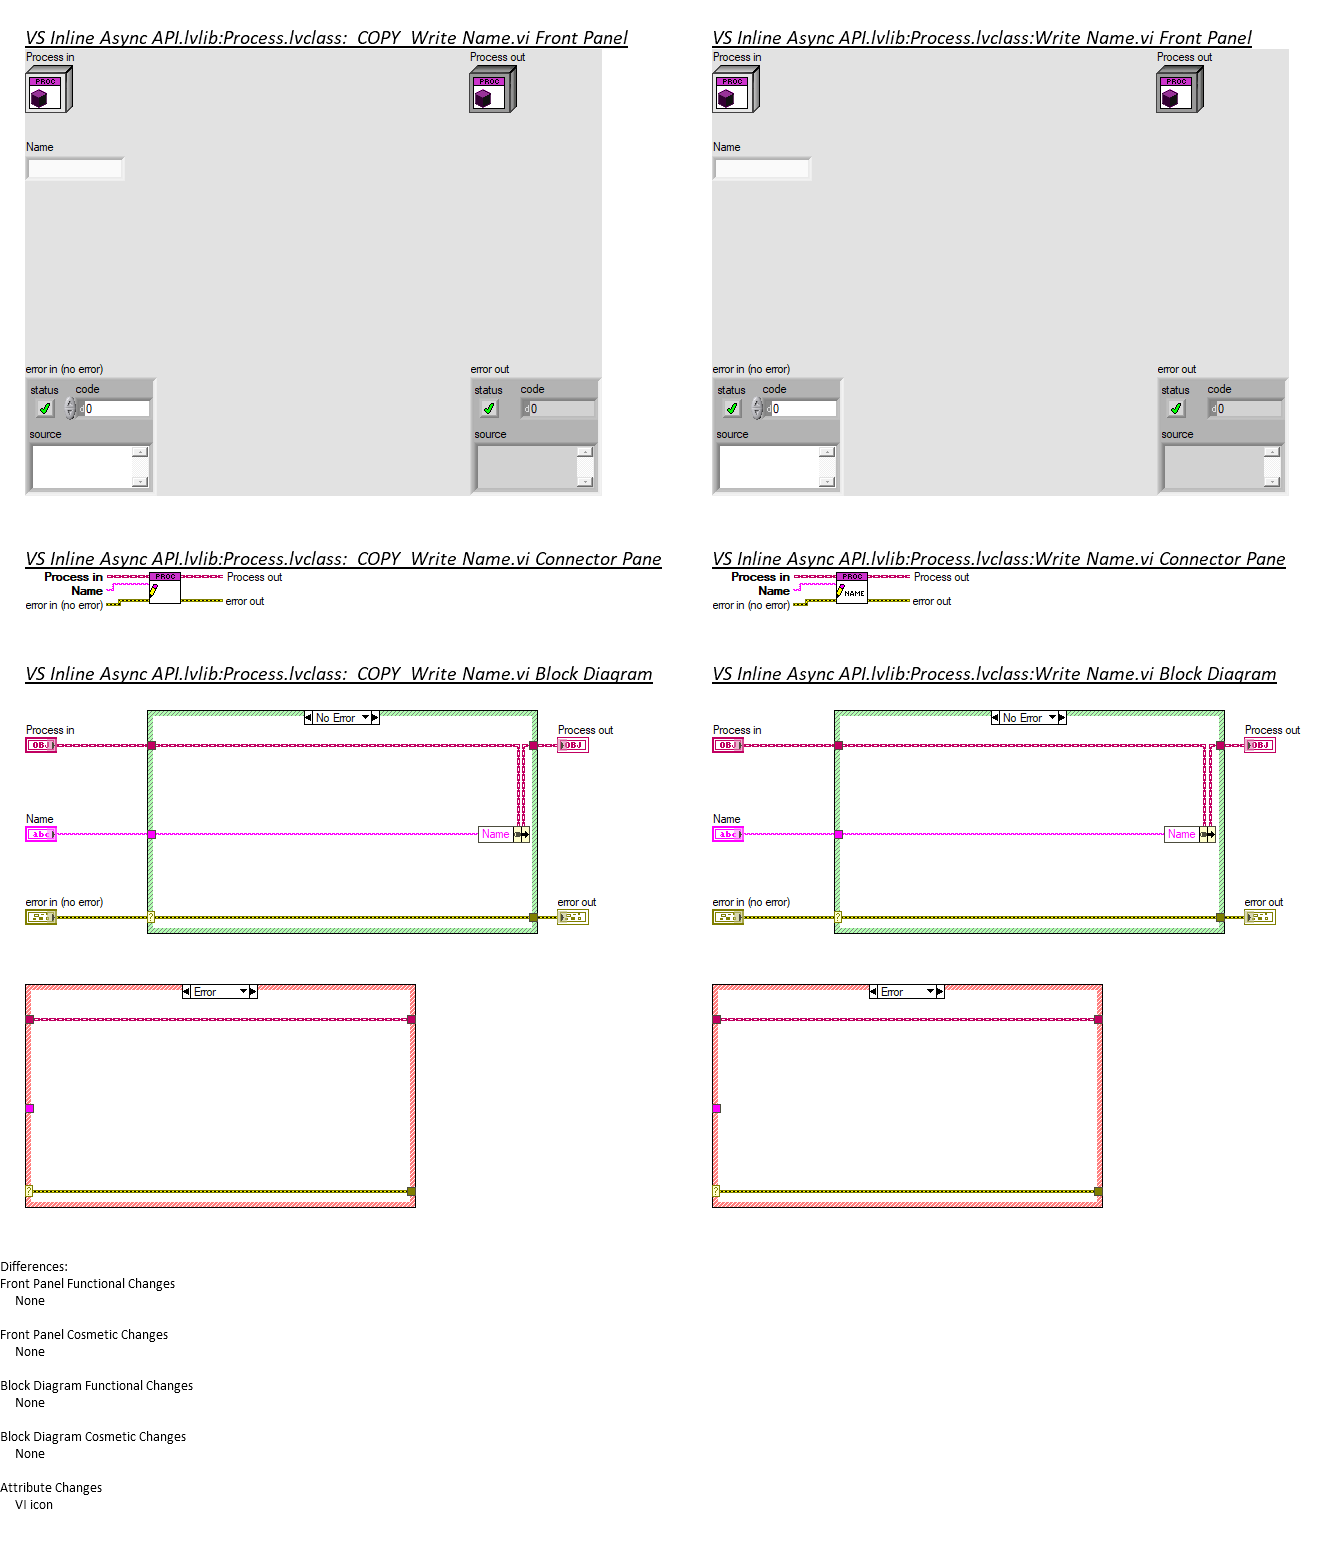 VS Inline Async API.lvlib:Process.lvclass:  COPY  Write Name.vi Front Panel
Process in
Process out
PROC
PROC
Name
error in (no error)
error out
status code
0
status code
0
source
source
VS Inline Async API.lvlib:Process.lvclass:Write Name.vi Front Panel
Process in
Process out
PROC
PROC
Name
error in (no error)
error out
status code
d0
status code
d0
source
source
VS Inline Async API.lvlib:Process.lvclass:  COPY  Write Name.vi Connector Pane
Process in
PROC
Process out
Name
error in (no error)
error out
VS Inline Async API.lvlib:Process.lvclass:Write Name.vi Connector Pane
Process in
PROC
Process out
Name
NAME
error in (no error)
error out
VS Inline Async API.lvlib:Process.lvclass:  COPY  Write Name.vi Block Diagram
No Error
Process in
Process out
OBJ
OBJ
Name
abc
Name
error in (no error)
error out
?
Error
?
VS Inline Async API.lvlib:Process.lvclass:Write Name.vi Block Diagram
No Error
Process in
Process out
OBJ
OBJ
Name
abc
Name
error in (no error)
error out
?
Error
?
Differences:
Front Panel Functional Changes
None
Front Panel Cosmetic Changes
None
Block Diagram Functional Changes
None
Block Diagram Cosmetic Changes
None
Attribute Changes
VI icon